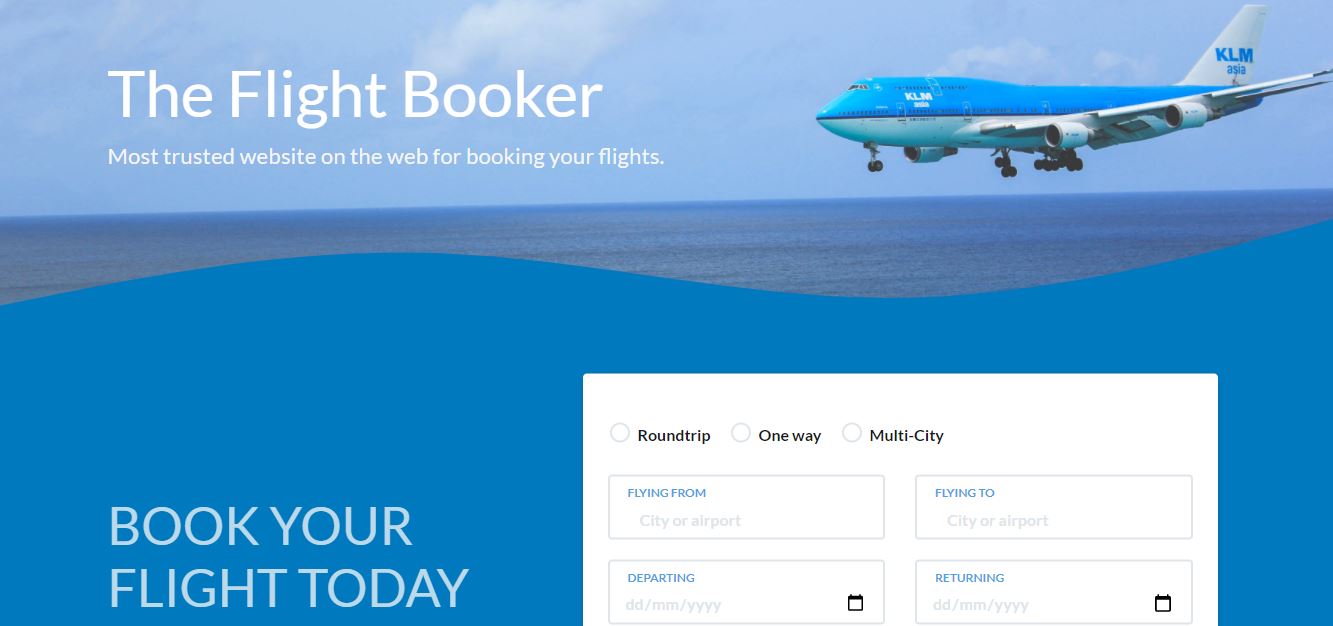 The Flight Booker
Most trusted website on the web for booking your flights.
KLM
asia
KLM
asia
Roundtrip One way Multi-City
FLYING FROM
City or airport
FLYING TO
City or airport
BOOK YOUR
FLIGHT TODAY
DEPARTING
dd/mm/yyyy
RETURNING
dd/mm/yyyy